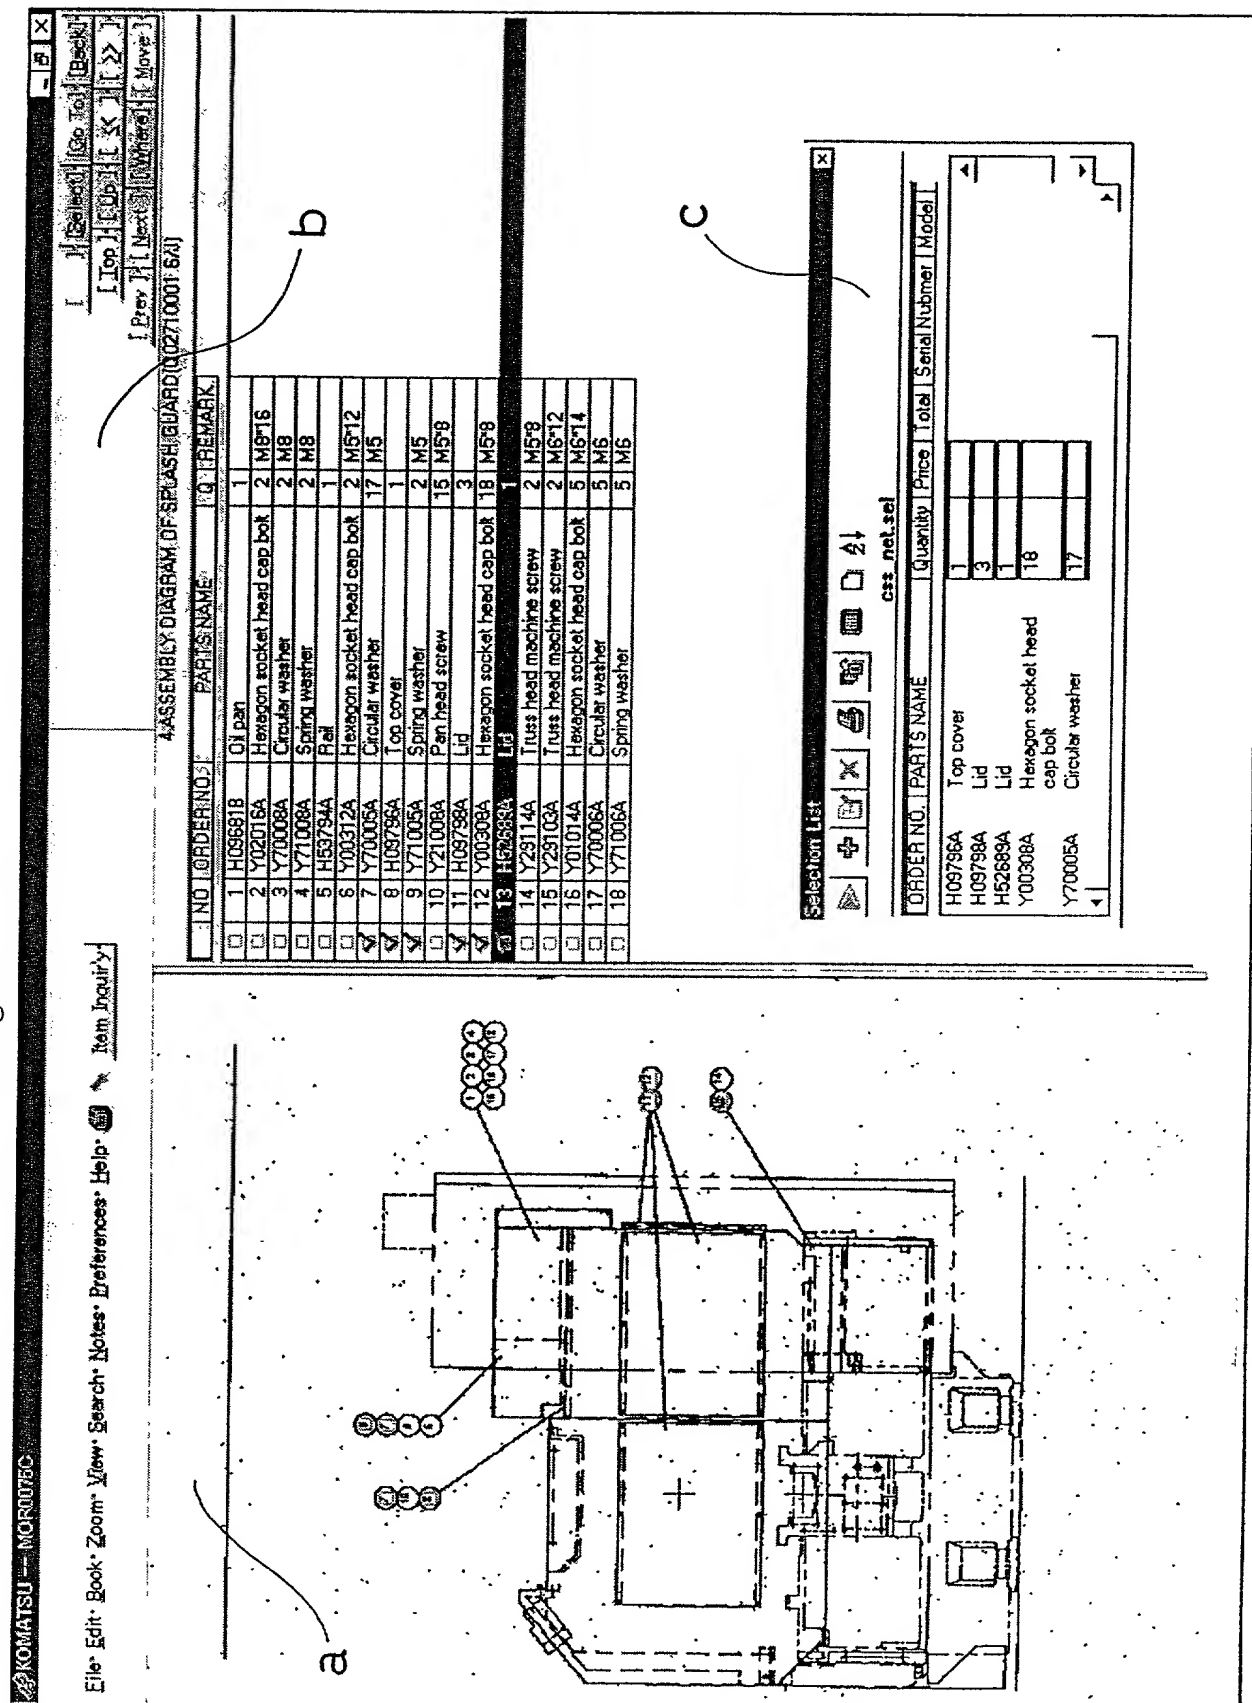 KOMATSU -- MOR0075C
File Edit Book Zoom View Search Notes Preferences Help Item Inquiry
[ ] [Select] [Go To] [Back]
[Top] [Up] [<<] [>>]
[Prev] [Next] [Where] [Move]
4.ASSEMBLY DIAGRAM OF SPLASH GUARD(Q02710001 6/J)
NO ORDER NO. PARTS NAME Q REMARK
1 H09681B Oil pan 1
2 Y02016A Hexagon socket head cap bolt 2 M8*16
3 Y70008A Circular washer 2 M8
4 Y71008A Spring washer 2 M8
5 H53794A Rail 1
6 Y00312A Hexagon socket head cap bolt 2 M5*12
7 Y70005A Circular washer 17 M5
8 H09796A Top cover 1
9 Y71005A Spring washer 2 M5
10 Y21008A Pan head screw 15 M5*8
11 H09798A Lid 3
12 Y00308A Hexagon socket head cap bolt 18 M5*8
13 H52689A Lid 1
14 Y29114A Truss head machine screw 2 M5*8
15 Y29103A Truss head machine screw 2 M6*12
16 Y01014A Hexagon socket head cap bolt 5 M6*14
17 Y70006A Circular washer 5 M6
18 Y71006A Spring washer 5 M6
a
b
c
Selection List
css_net.sel
ORDER NO. PARTS NAME Quantity Price Total Serial Nubmer Model
H09796A Top cover 1
H09798A Lid 3
H52689A Lid 1
Y00308A Hexagon socket head 18
cap bolt
Y70005A Circular washer 17